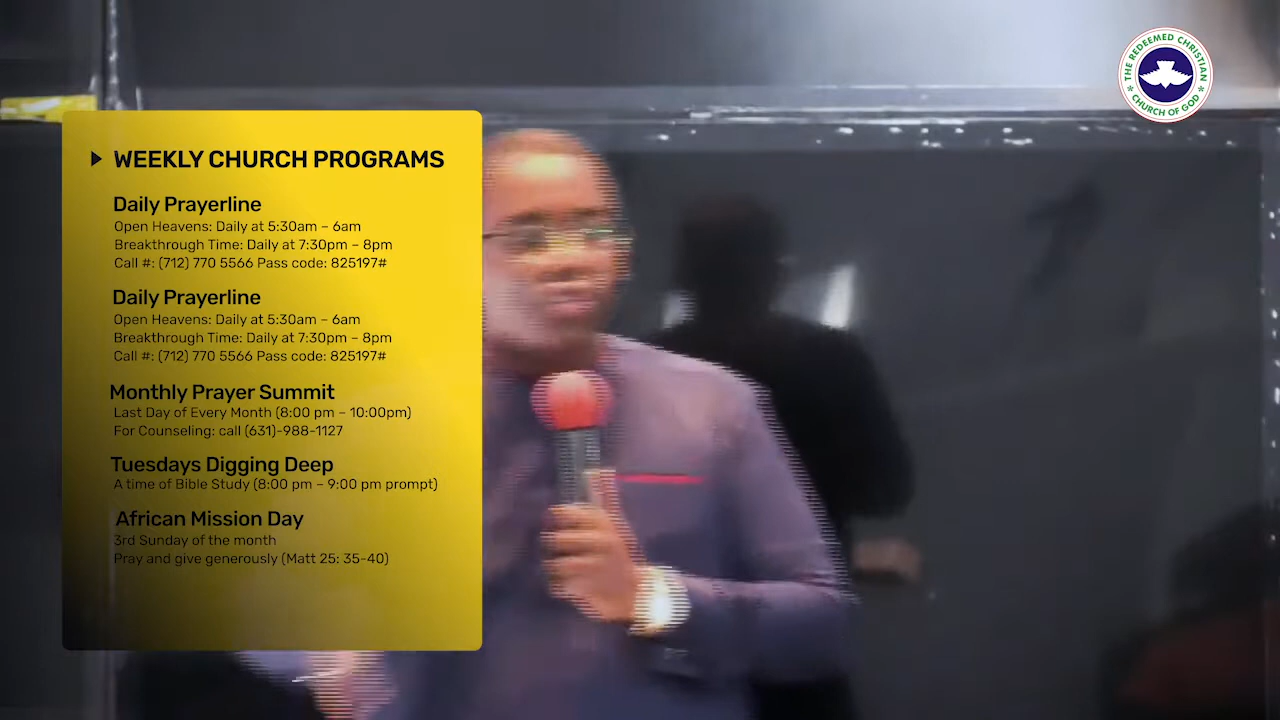 WEEKLY CHURCH PROGRAMS
Daily Prayerline
Open Heavens: Daily at 5:30am – 6am
Breakthrough Time: Daily at 7:30pm – 8pm
Call #: (712) 770 5566 Pass code: 825197#
Daily Prayerline
Open Heavens: Daily at 5:30am – 6am
Breakthrough Time: Daily at 7:30pm – 8pm
Call #: (712) 770 5566 Pass code: 825197#
Monthly Prayer Summit
Last Day of Every Month (8:00 pm – 10:00pm)
For Counseling: call (631)-988-1127
Tuesdays Digging Deep
A time of Bible Study (8:00 pm – 9:00 pm prompt)
African Mission Day
3rd Sunday of the month
Pray and give generously (Matt 25: 35-40)
THE REDEEMED CHRISTIAN
CHURCH OF GOD